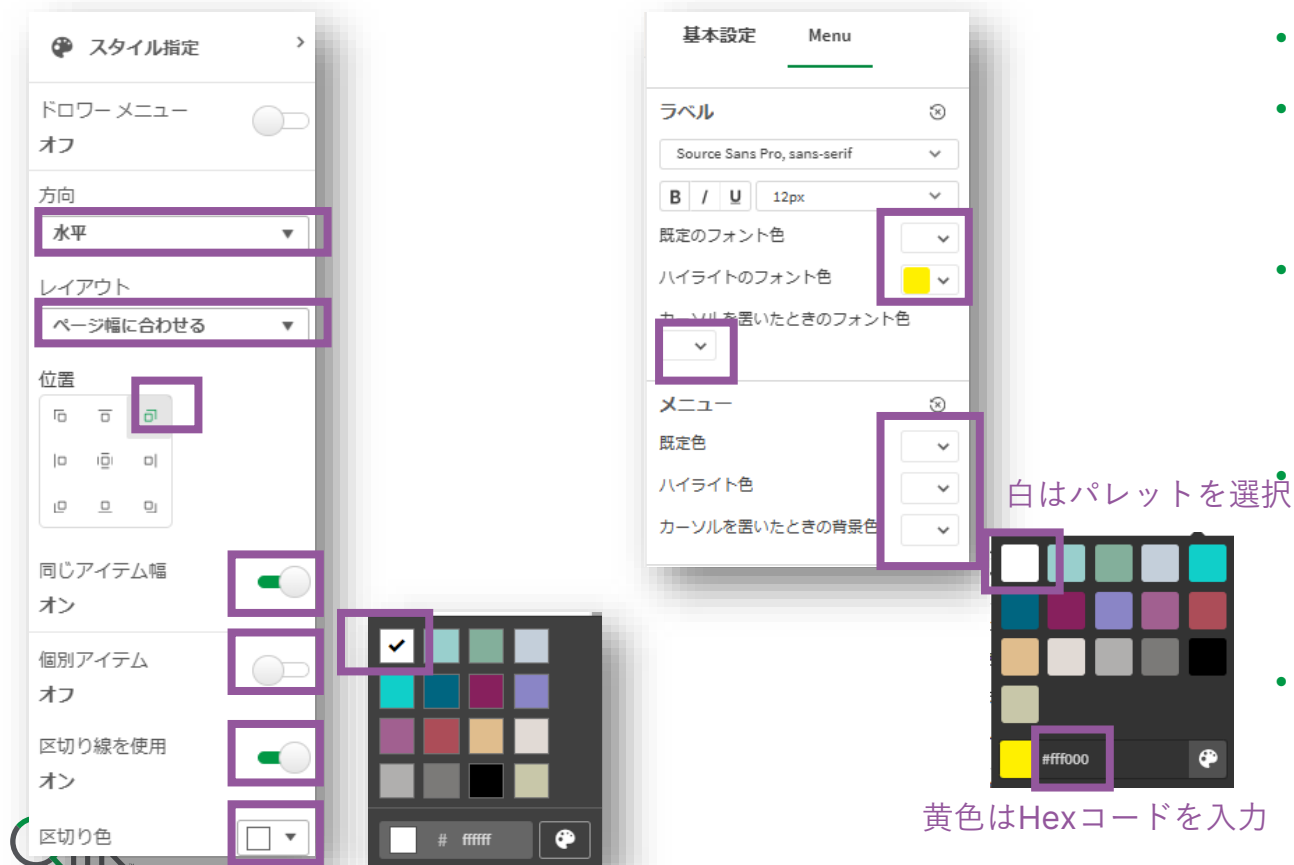 スタイル指定
ドロワー メニュー
オフ
方向
水平
レイアウト
ページ幅に合わせる
位置
同じアイテム幅
オン
個別アイテム
オフ
区切り線を使用
オン
区切り色
# ffffff
基本設定 Menu
ラベル
Source Sans Pro, sans-serif
B I U 12px
既定のフォント色
ハイライトのフォント色
カーソルを置いたときのフォント色
メニュー
既定色
ハイライト色
カーソルを置いたときの背景色
白はパレットを選択
#fff000
黄色はHexコードを入力